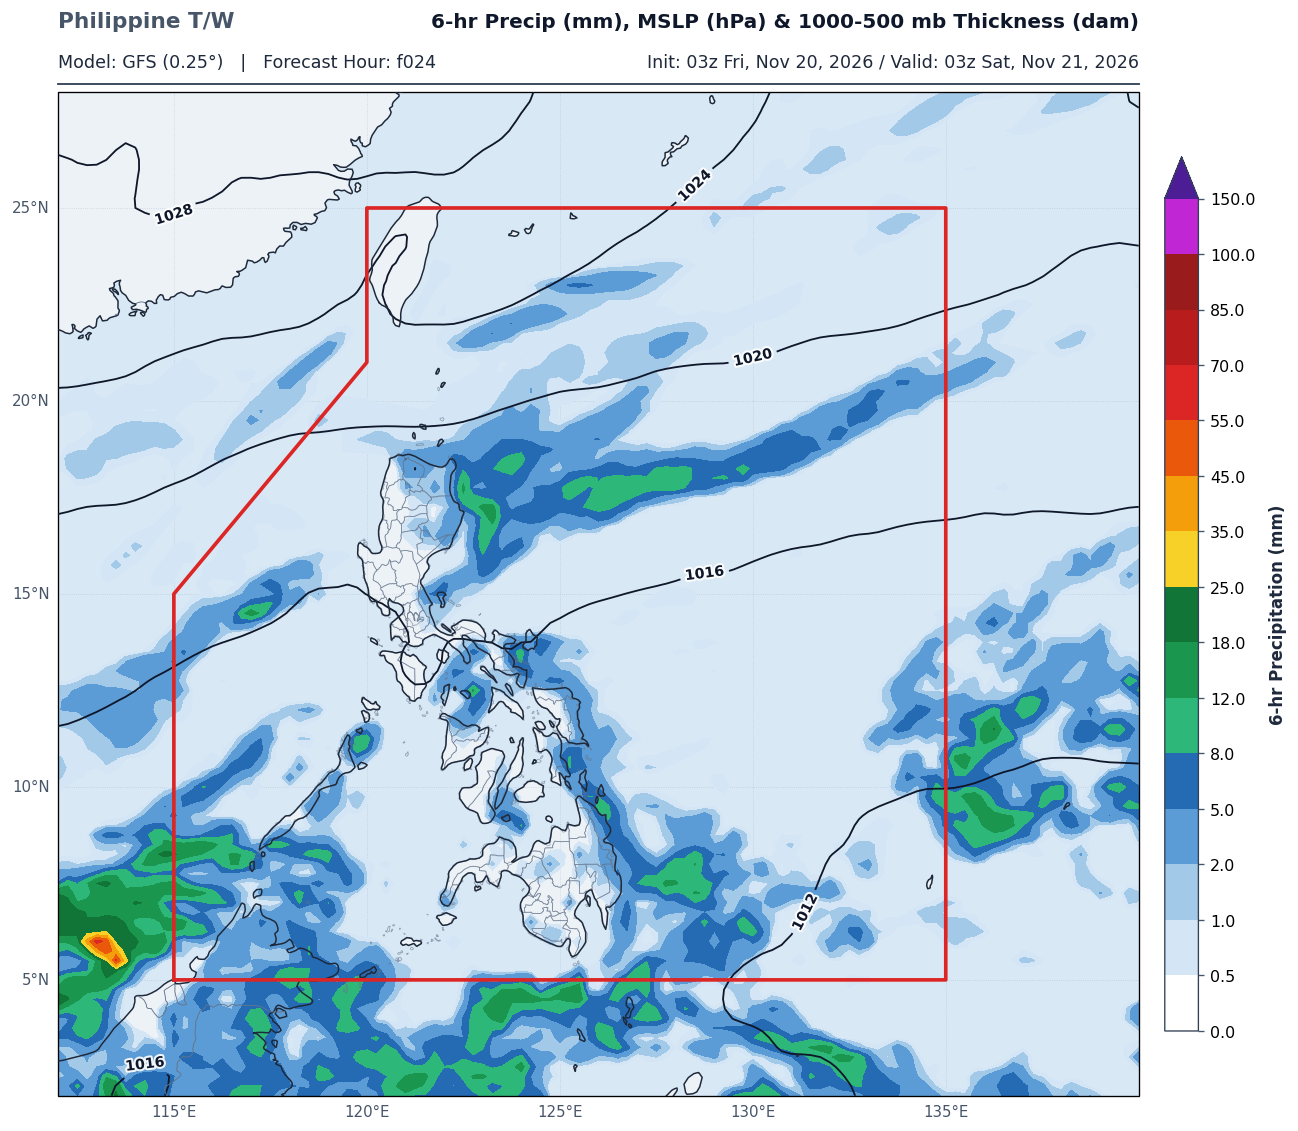 Philippine T/W
6-hr Precip (mm), MSLP (hPa) & 1000-500 mb Thickness (dam)
Model: GFS (0.25°) | Forecast Hour: f024
Init: 03z Fri, Nov 20, 2026 / Valid: 03z Sat, Nov 21, 2026
25°N
20°N
15°N
10°N
5°N
115°E
120°E
125°E
130°E
135°E
1028
1024
1020
1016
1012
1016
150.0
100.0
85.0
70.0
55.0
45.0
35.0
25.0
18.0
12.0
8.0
5.0
2.0
1.0
0.5
0.0
6-hr Precipitation (mm)